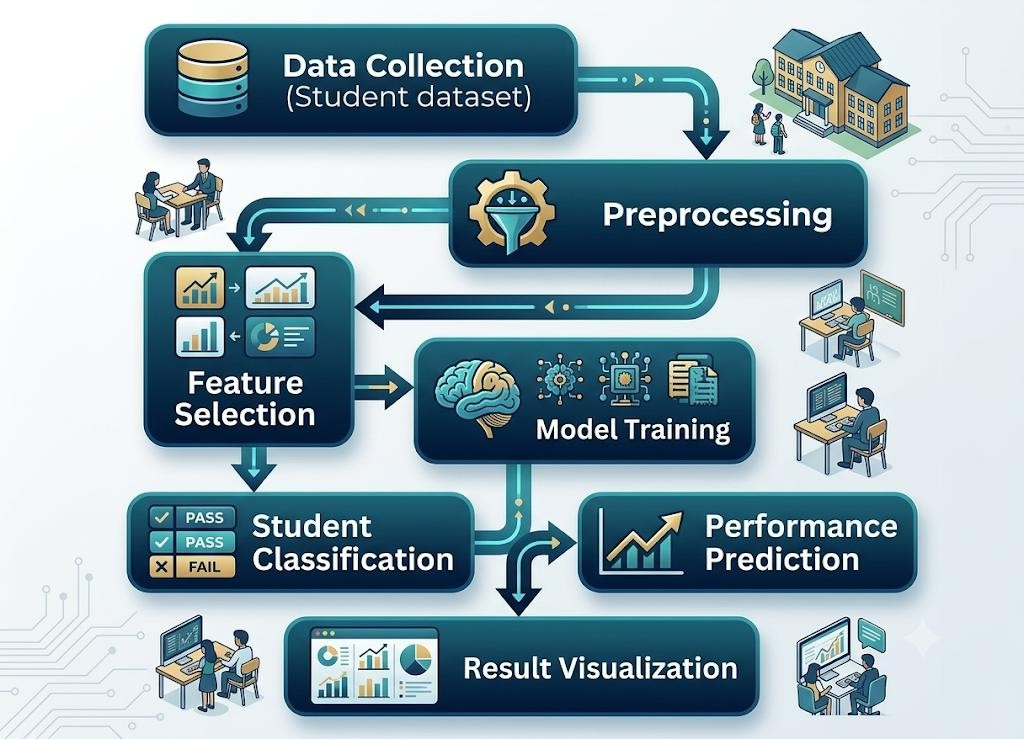 Data Collection
(Student dataset)
Preprocessing
Feature
Selection
Model Training
PASS
PASS
FAIL
Student
Classification
Performance
Prediction
Result Visualization